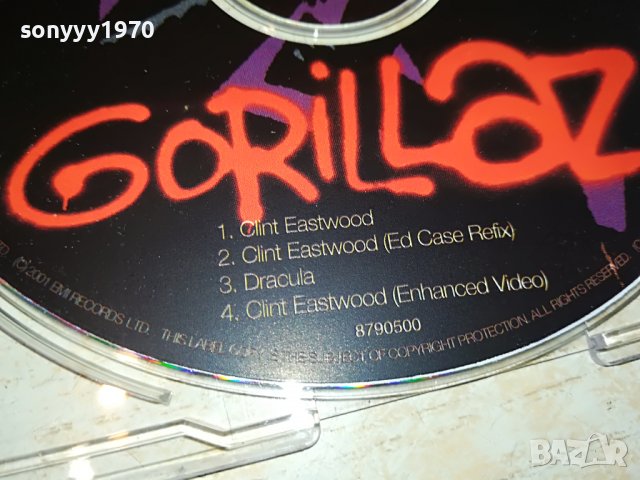 sonyyy1970
GORILLAZ
1. Clint Eastwood
2. Clint Eastwood (Ed Case Refix)
3. Dracula
4. Clint Eastwood (Enhanced Video)
8790500
©2001 EMI RECORDS LTD. THIS LABEL COPY IS THE SUBJECT OF COPYRIGHT PROTECTION. ALL RIGHTS RESERVED.
BAZAR